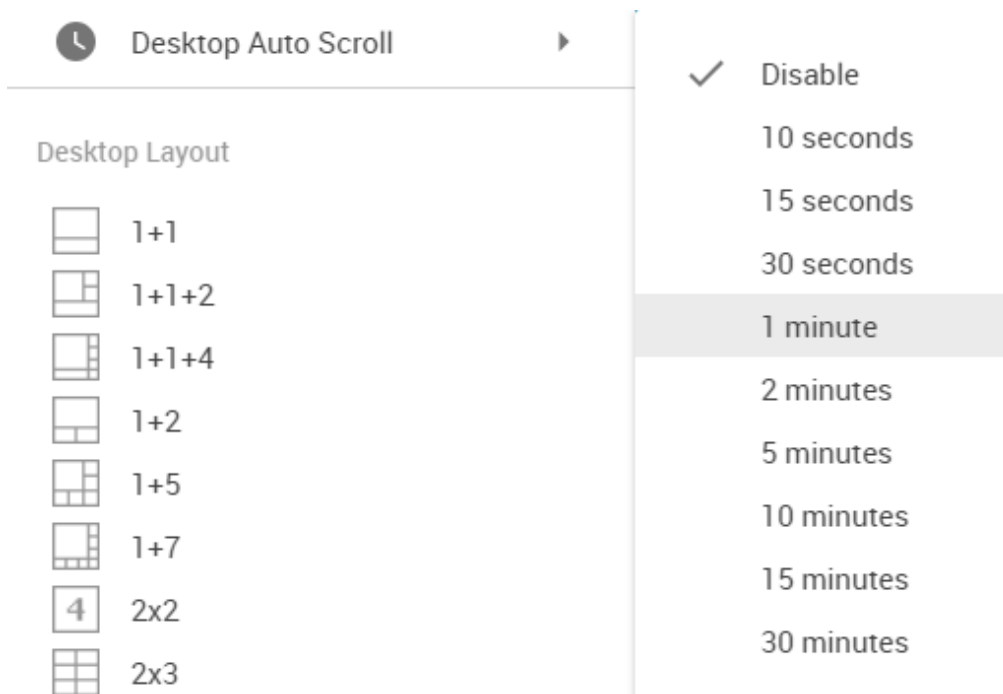 Desktop Auto Scroll
Desktop Layout
1+1
1+1+2
1+1+4
1+2
1+5
1+7
4 2x2
2x3
Disable
10 seconds
15 seconds
30 seconds
1 minute
2 minutes
5 minutes
10 minutes
15 minutes
30 minutes